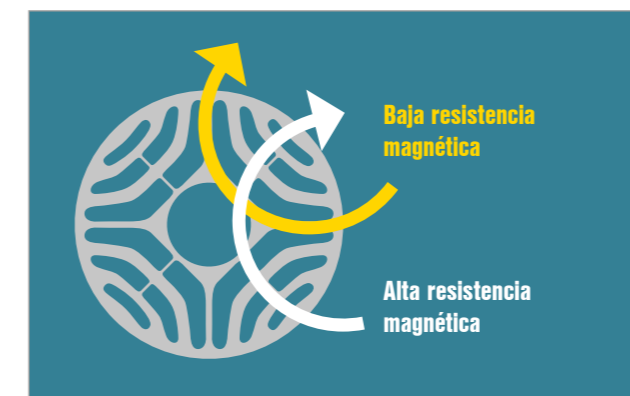 Baja resistencia
magnética
Alta resistencia
magnética